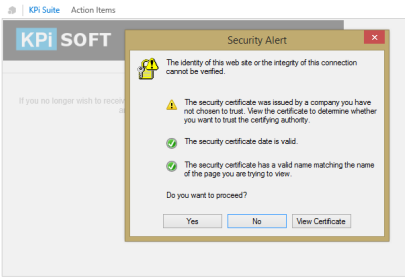 KPi Suite Action Items
KPi SOFT
Security Alert
The identity of this web site or the integrity of this connection
cannot be verified.
The security certificate was issued by a company you have
not chosen to trust. View the certificate to determine whether
you want to trust the certifying authority.
If you no longer wish to receive
The security certificate date is valid.
The security certificate has a valid name matching the name
of the page you are trying to view.
Do you want to proceed?
Yes No View Certificate